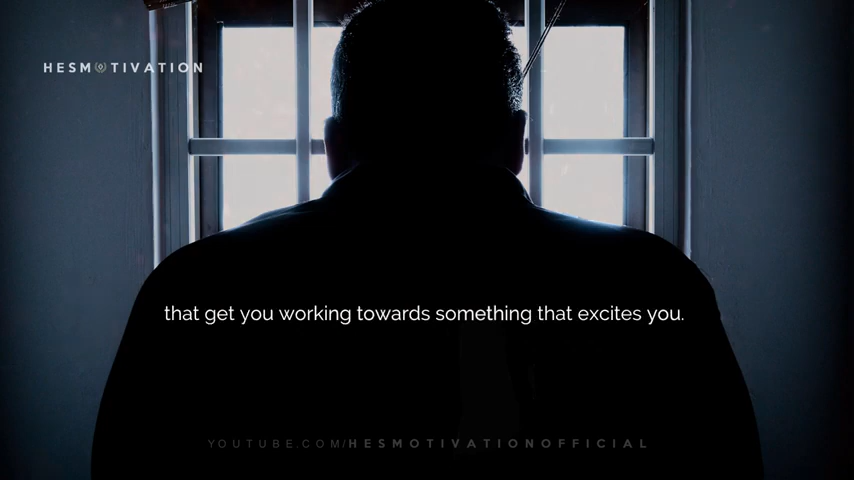 HESMOTIVATION
that get you working towards something that excites you.
YOUTUBE.COM/HESMOTIVATIONOFFICIAL